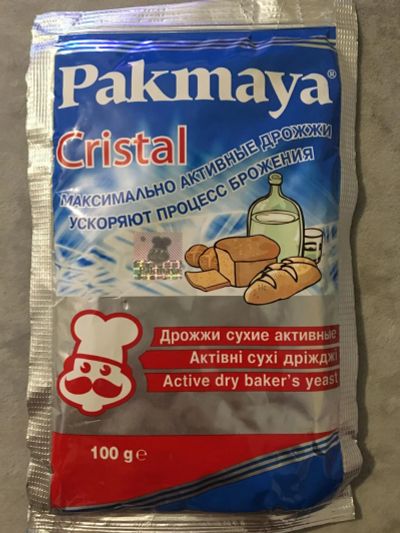 Pakmaya®
Cristal
МАКСИМАЛЬНО АКТИВНЫЕ ДРОЖЖИ
УСКОРЯЮТ ПРОЦЕСС БРОЖЕНИЯ
Дрожжи сухие активные
Активні сухі дріжджі
Active dry baker's yeast
100 g ℮